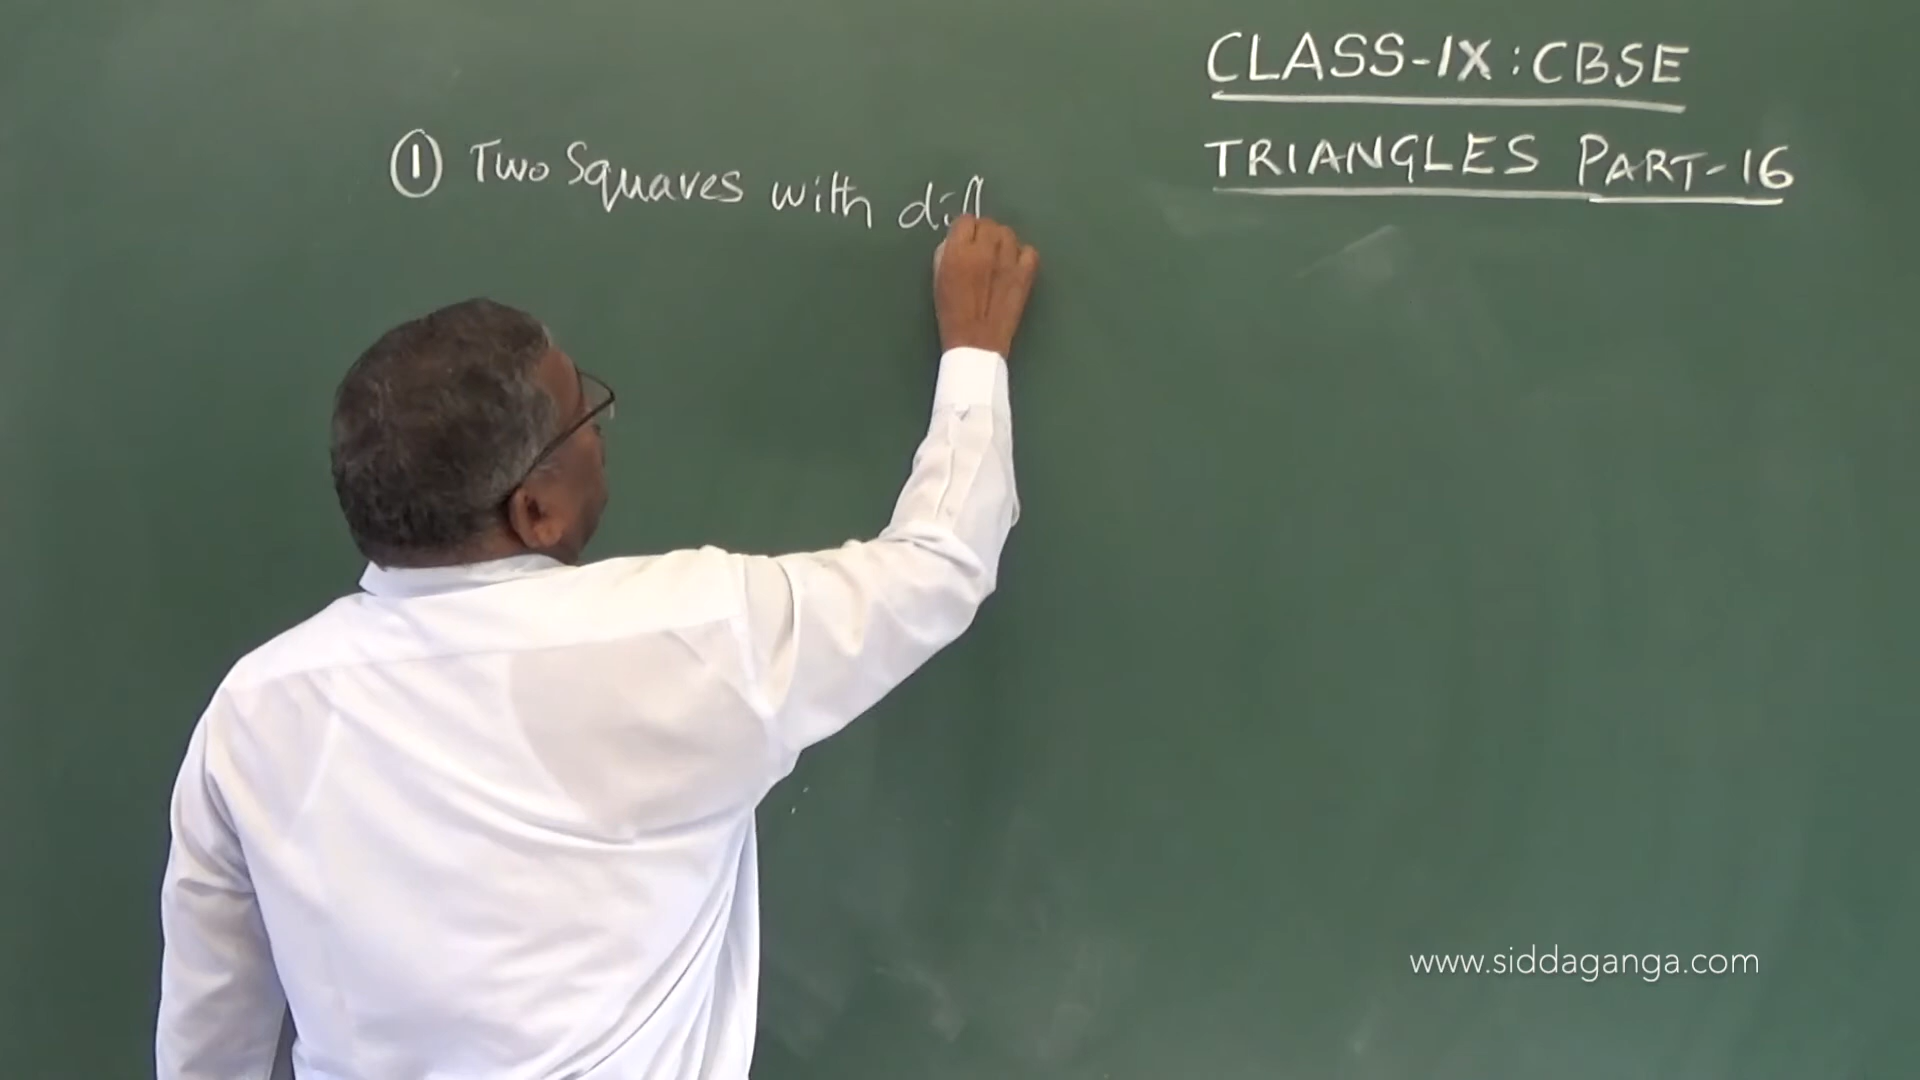 CLASS-IX : CBSE
TRIANGLES PART-16
① Two Squares with
www.siddaganga.com